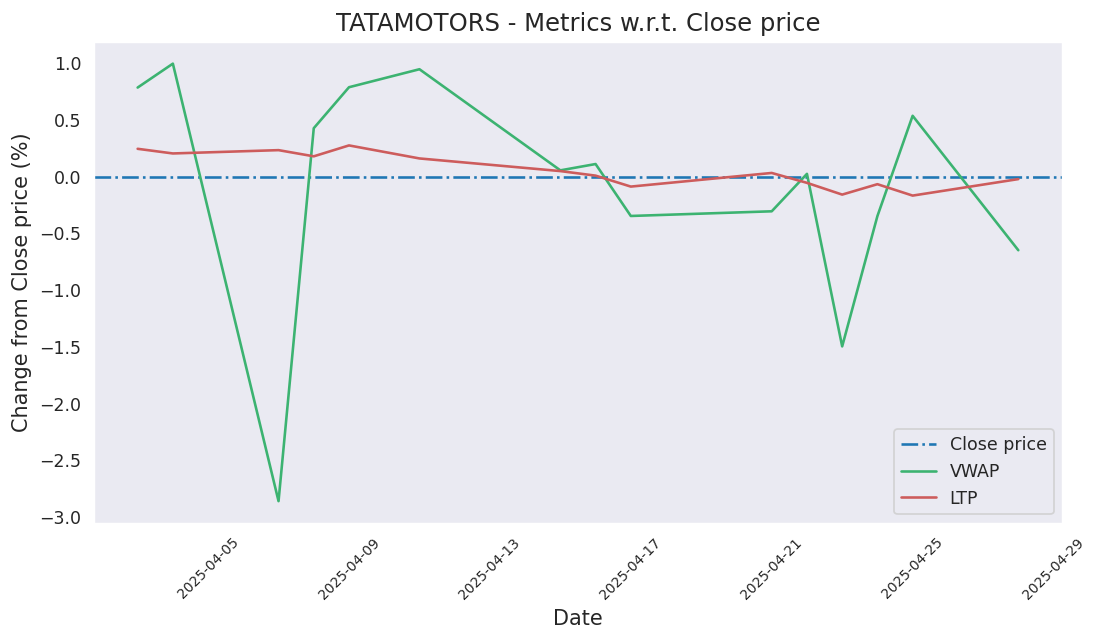 TATAMOTORS - Metrics w.r.t. Close price
Change from Close price (%)
1.0
0.5
0.0
−0.5
−1.0
−1.5
−2.0
−2.5
−3.0
Close price
VWAP
LTP
2025-04-05
2025-04-09
2025-04-13
2025-04-17
2025-04-21
2025-04-25
2025-04-29
Date